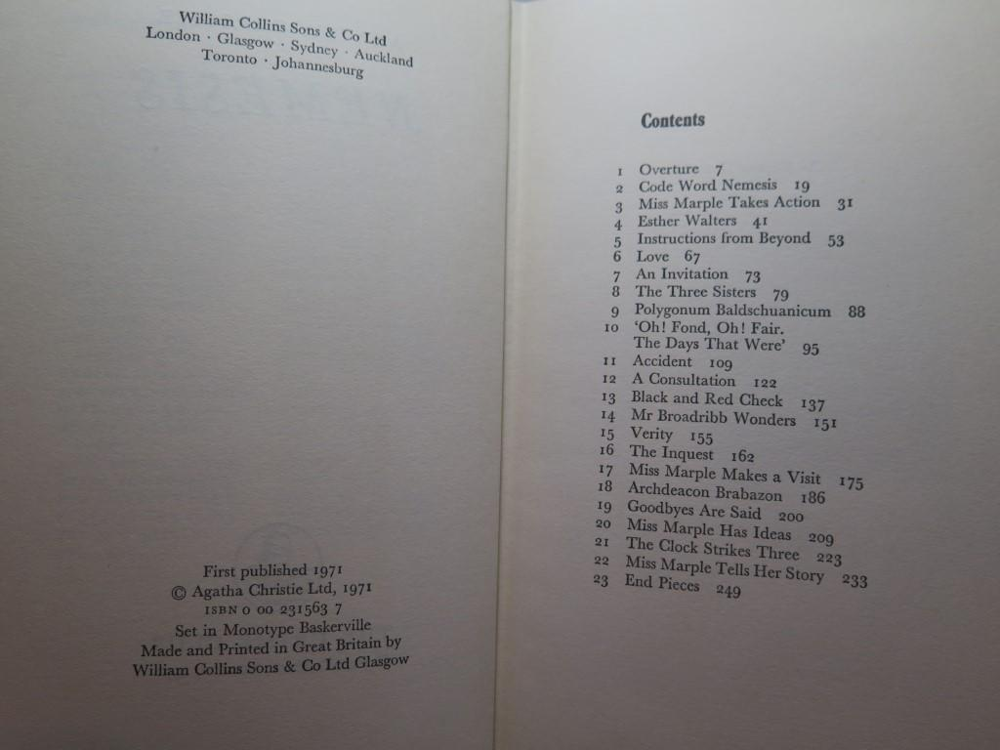 William Collins Sons & Co Ltd
London · Glasgow · Sydney · Auckland
Toronto · Johannesburg
NEMESIS
First published 1971
© Agatha Christie Ltd, 1971
ISBN 0 00 231563 7
Set in Monotype Baskerville
Made and Printed in Great Britain by
William Collins Sons & Co Ltd Glasgow
Contents
1 Overture 7
2 Code Word Nemesis 19
3 Miss Marple Takes Action 31
4 Esther Walters 41
5 Instructions from Beyond 53
6 Love 67
7 An Invitation 73
8 The Three Sisters 79
9 Polygonum Baldschuanicum 88
10 ‘Oh! Fond, Oh! Fair.
The Days That Were’ 95
11 Accident 109
12 A Consultation 122
13 Black and Red Check 137
14 Mr Broadribb Wonders 151
15 Verity 155
16 The Inquest 162
17 Miss Marple Makes a Visit 175
18 Archdeacon Brabazon 186
19 Goodbyes Are Said 200
20 Miss Marple Has Ideas 209
21 The Clock Strikes Three 223
22 Miss Marple Tells Her Story 233
23 End Pieces 249